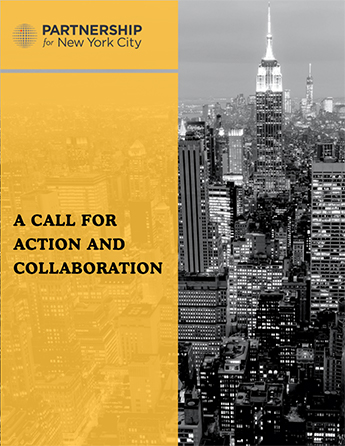 PARTNERSHIP
for New York City
A CALL FOR
ACTION AND
COLLABORATION